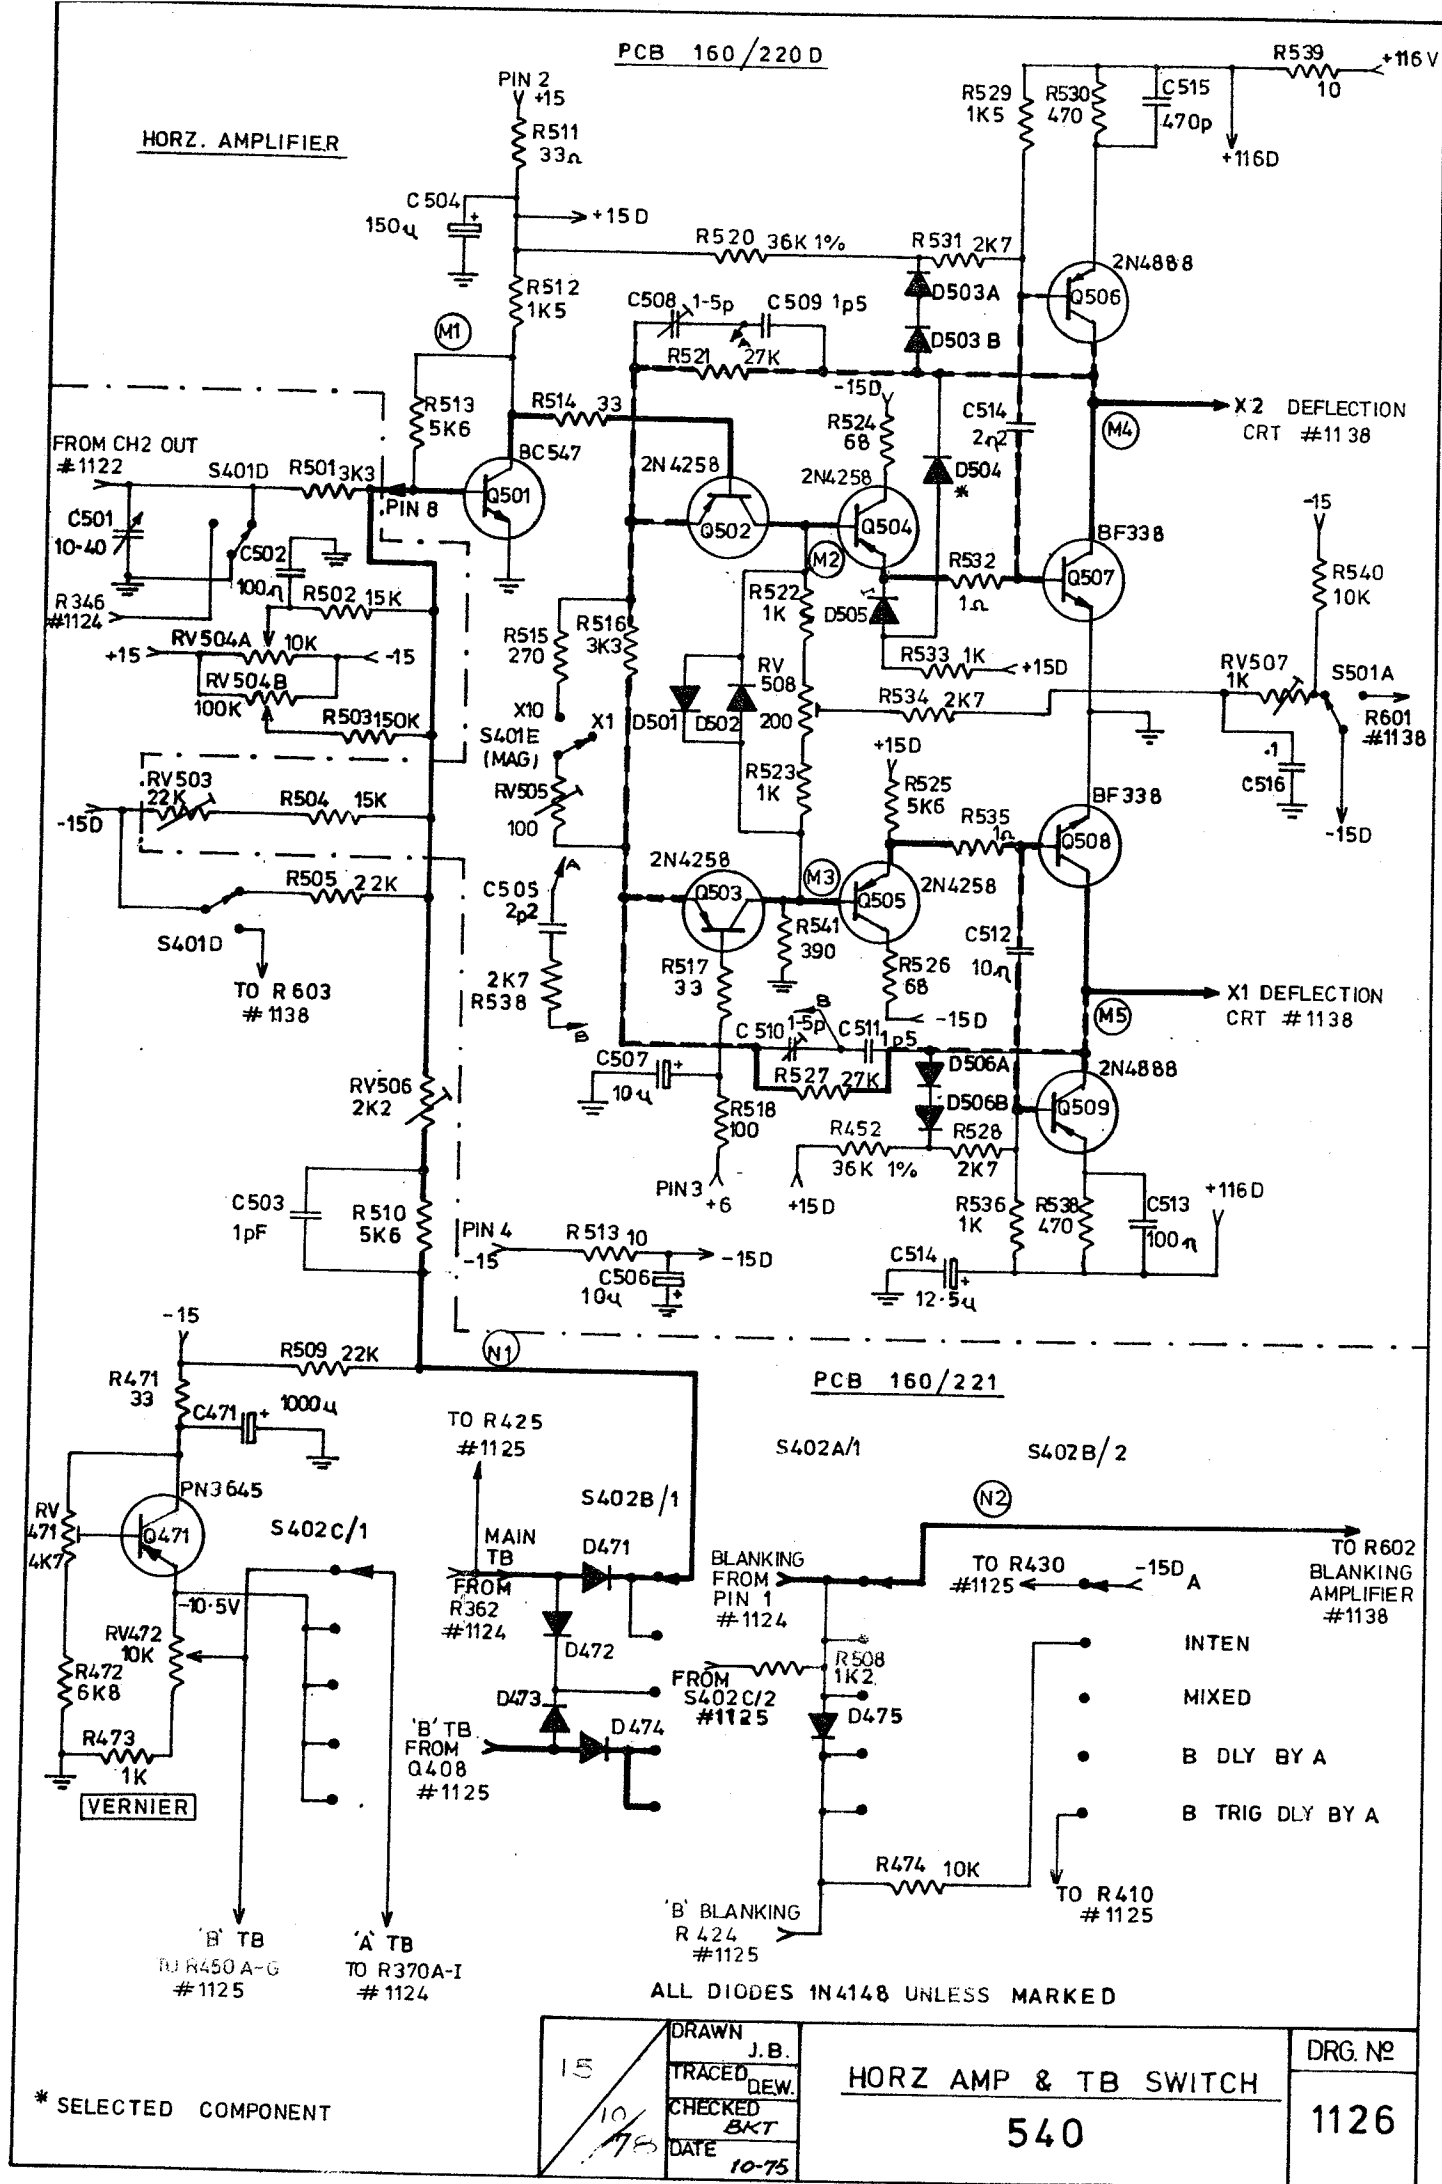 PCB 160/220D
HORZ. AMPLIFIER
PIN 2
+15
R511
33Ω
C504
150u
+
+15D
R512
1K5
M1
R513
5K6
R514 33
BC547
Q501
PIN 8
FROM CH2 OUT
#1122
S401D
R501 3K3
C501
10-40
C502
100n
R346
#1124
R502 15K
RV504A
10K
+15
-15
RV504B
100K
R503 150K
RV503
22K
R504 15K
-15D
R505 22K
S401D
TO R603
#1138
R520 36K 1%
R531 2K7
C508 1-5p
C509 1p5
R521 27K
D503A
D503B
R529
1K5
R530
470
C515
470p
R539
10
+116V
+116D
2N4888
Q506
-15D
R524
68
C514
2n2
M4
X2 DEFLECTION
CRT #1138
2N4258
Q502
2N4258
Q504
D504
*
M2
R522
1K
D505
R532
1Ω
BF338
Q507
-15
R540
10K
R515
270
R516
3K3
RV
508
200
R533 1K
+15D
R534 2K7
RV507
1K
S501A
R601
#1138
X10
X1
S401E
(MAG)
D501
D502
R523
1K
+15D
R525
5K6
.1
C516
-15D
RV505
100
R535
1Ω
BF338
Q508
A
C505
2p2
2K7
R538
B
2N4258
Q503
M3
Q505
2N4258
R541
390
R517
33
R526
68
C512
10n
X1 DEFLECTION
CRT #1138
M5
-15D
B
C510 1-5p
C511 1p5
R527 27K
C507
10u
+
D506A
D506B
2N4888
Q509
R518
100
R452
36K 1%
R528
2K7
PIN 3
+6
+15D
R536
1K
R538
470
C513
100n
+116D
C514
12.5u
+
RV506
2K2
C503
1pF
R510
5K6
PIN 4
-15
R513 10
-15D
C506
10u
+
-15
R509 22K
N1
R471
33
C471
+
1000u
PCB 160/221
TO R425
#1125
S402A/1
S402B/2
PN3645
Q471
RV
471
4K7
S402C/1
S402B/1
N2
MAIN
TB
FROM
R362
#1124
D471
BLANKING
FROM
PIN 1
#1124
TO R430
#1125
-15D
A
TO R602
BLANKING
AMPLIFIER
#1138
-10.5V
RV472
10K
D472
INTEN
R472
6K8
FROM
S402C/2
#1125
R508
1K2
MIXED
D473
D475
R473
1K
'B' TB
FROM
Q408
#1125
D474
B DLY BY A
VERNIER
B TRIG DLY BY A
R474 10K
TO R410
#1125
'B' BLANKING
R424
#1125
'B' TB
TO R450 A-G
#1125
'A' TB
TO R370A-I
#1124
ALL DIODES 1N4148 UNLESS MARKED
* SELECTED COMPONENT
15
10/78
DRAWN
J.B.
TRACED
DEW.
CHECKED
BKT
DATE
10-75
HORZ AMP & TB SWITCH
540
DRG. Nº
1126